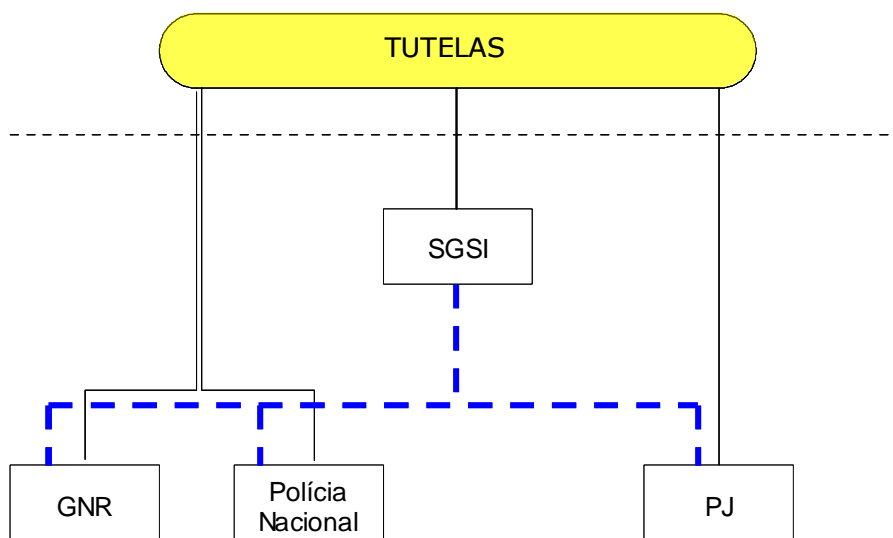 TUTELAS
SGSI
GNR
Polícia
Nacional
PJ